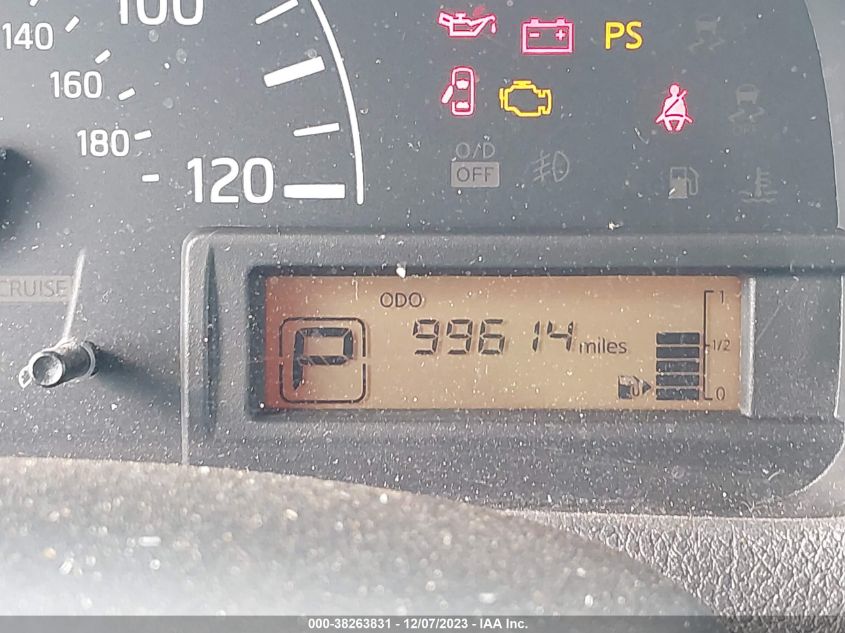 100
140
160
180
120
PS
O/D
OFF
OFF
CRUISE
ODO
99614 miles
P
1
1/2
0
000-38263831 - 12/07/2023 - IAA Inc.